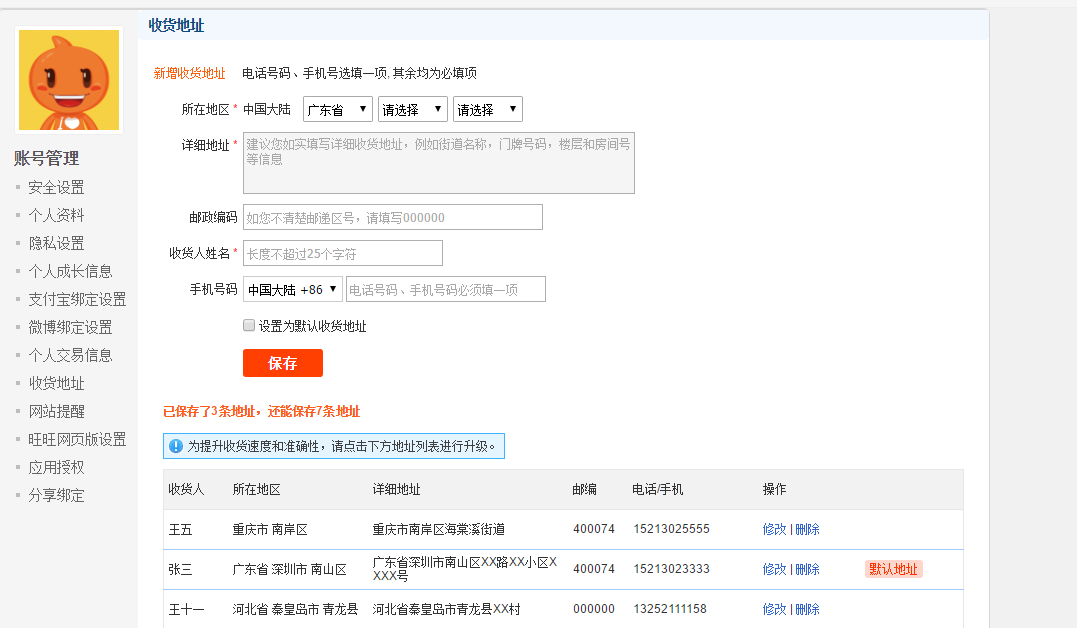 收货地址
新增收货地址 电话号码、手机号选填一项, 其余均为必填项
所在地区* 中国大陆 广东省 请选择 请选择
详细地址* 建议您如实填写详细收货地址，例如街道名称，门牌号码，楼层和房间号
等信息
邮政编码 如您不清楚邮递区号，请填写000000
收货人姓名* 长度不超过25个字符
手机号码 中国大陆 +86 电话号码、手机号码必须填一项
设置为默认收货地址
保存
已保存了3条地址，还能保存7条地址
为提升收货速度和准确性，请点击下方地址列表进行升级。
收货人 所在地区 详细地址 邮编 电话/手机 操作
王五 重庆市 南岸区 重庆市南岸区海棠溪街道 400074 15213025555 修改 | 删除
张三 广东省 深圳市 南山区 广东省深圳市南山区XX路XX小区X
XXX号 400074 15213023333 修改 | 删除 默认地址
王十一 河北省 秦皇岛市 青龙县 河北省秦皇岛市青龙县XX村 000000 13252111158 修改 | 删除
账号管理
安全设置
个人资料
隐私设置
个人成长信息
支付宝绑定设置
微博绑定设置
个人交易信息
收货地址
网站提醒
旺旺网页版设置
应用授权
分享绑定